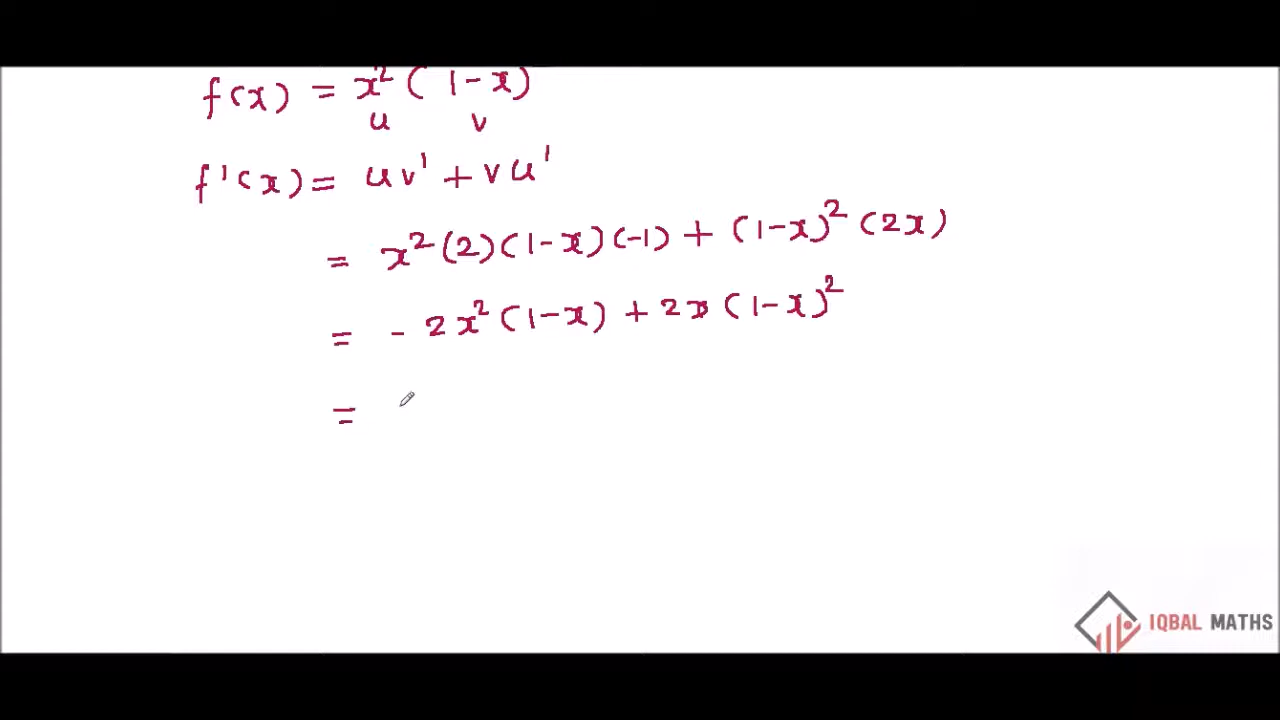 f(x) = x² (1-x)
u v
f'(x) = uv' + vu'
= x²(2)(1-x)(-1) + (1-x)²(2x)
= - 2x²(1-x) + 2x(1-x)²
=
IQBAL MATHS